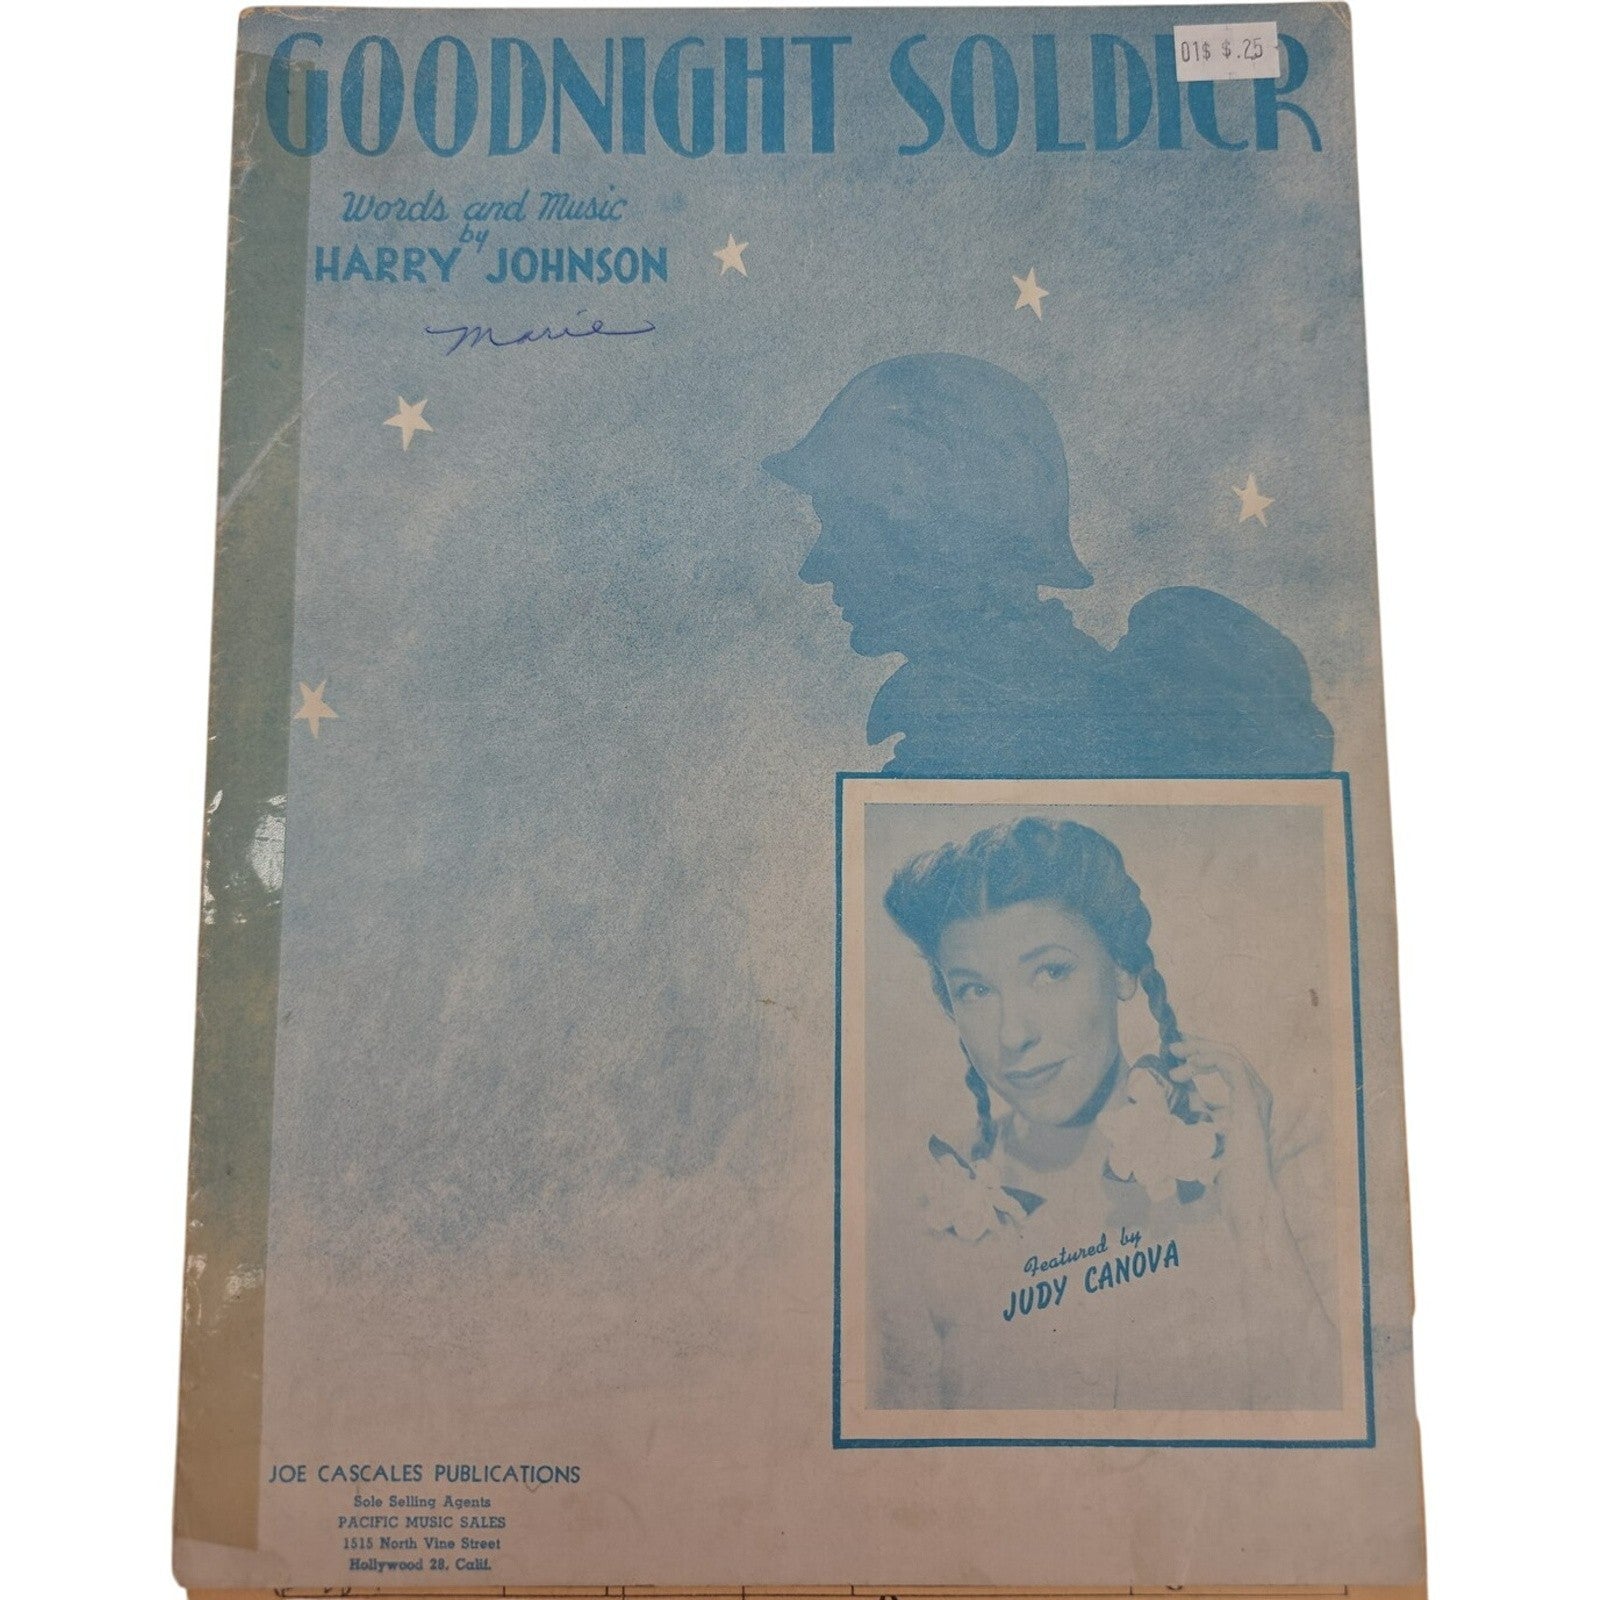 GOODNIGHT SOLDIER
01$ $.25
Words and Music
by
HARRY JOHNSON
Marie
Featured by
JUDY CANOVA
JOE CASCALES PUBLICATIONS
Sole Selling Agents
PACIFIC MUSIC SALES
1515 North Vine Street
Hollywood 28, Calif.